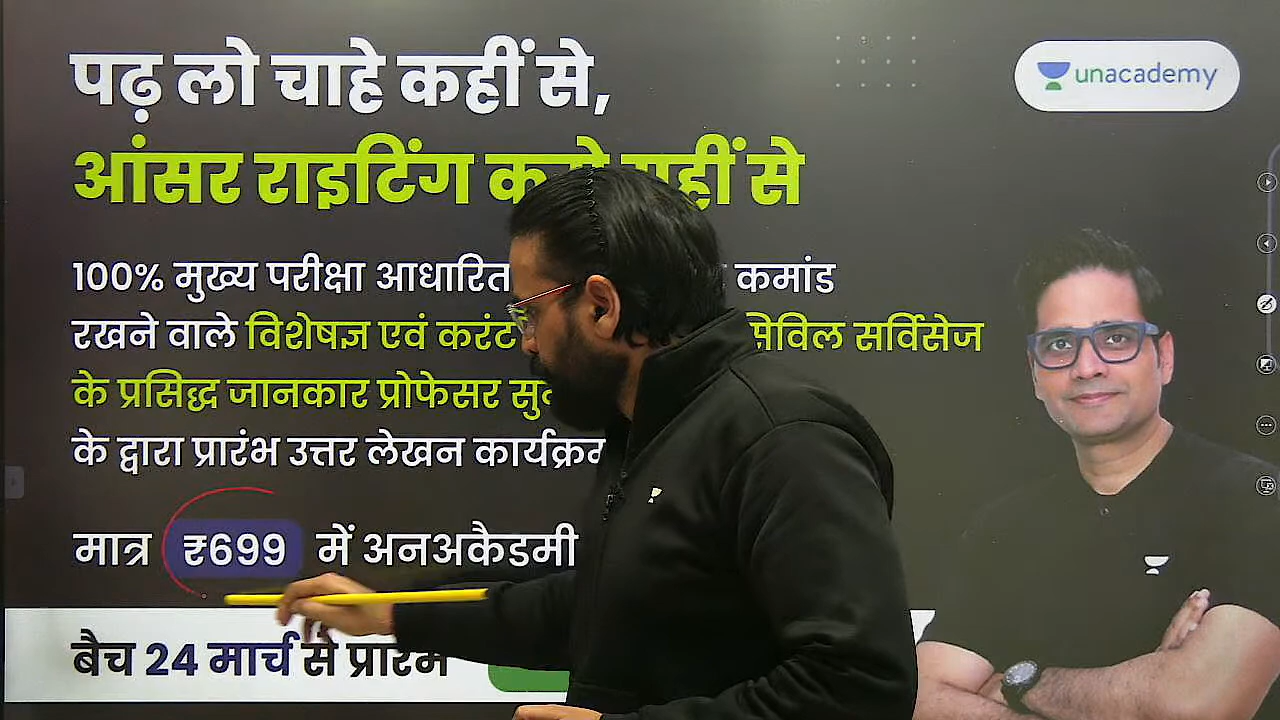 पढ़ लो चाहे कहीं से,
unacademy
आंसर राइटिंग से
100% मुख्य परीक्षा आधारित कमांड
रखने वाले विशेषज्ञ एवं करंट सिविल सर्विसेज
के प्रसिद्ध जानकार प्रोफेसर
के द्वारा प्रारंभ उत्तर लेखन कार्यक्रम
मात्र ₹699 में अनअकैडमी
बैच 24 मार्च से प्रारंभ